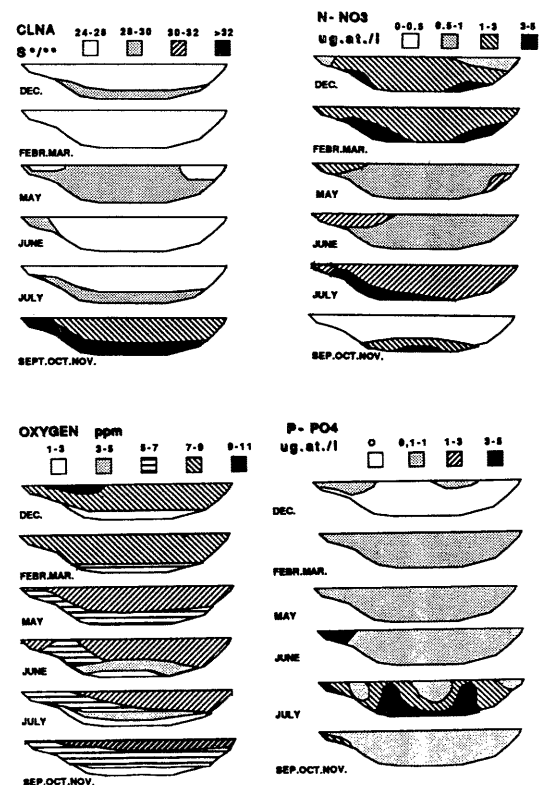 CLNA
S°/°°
24-28 28-30 30-32 >32
DEC.
FEBR.MAR.
MAY
JUNE
JULY
SEPT.OCT.NOV.
N- NO3
ug.at./l
0-0.5 0.5-1 1-3 3-5
DEC.
FEBR.MAR.
MAY
JUNE
JULY
SEP.OCT.NOV.
OXYGEN ppm
1-3 3-5 5-7 7-9 9-11
DEC.
FEBR.MAR.
MAY
JUNE
JULY
SEP.OCT.NOV.
P- PO4
ug.at./l
0 0,1-1 1-3 3-5
DEC.
FEBR.MAR.
MAY
JUNE
JULY
SEP.OCT.NOV.